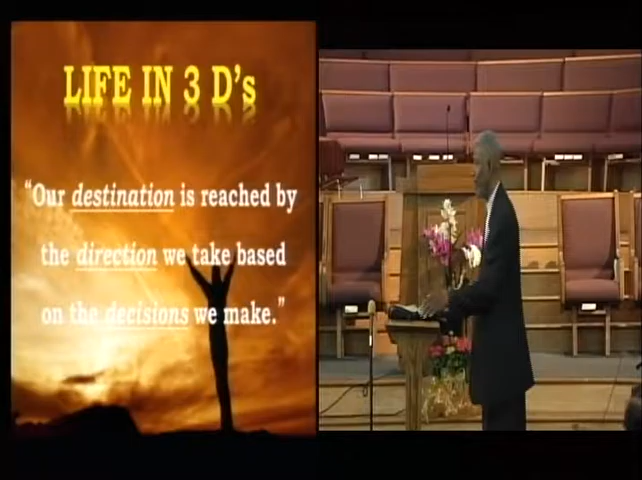 LIFE IN 3 D's
“Our destination is reached by
the direction we take based
on the decisions we make.”